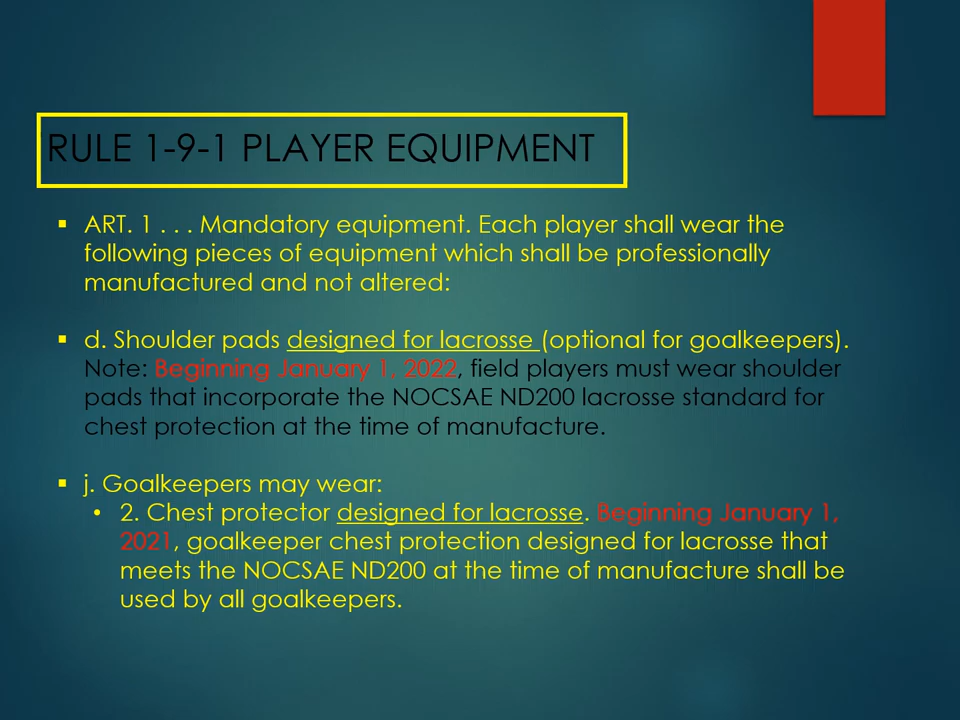 RULE 1-9-1 PLAYER EQUIPMENT
▪ ART. 1 . . . Mandatory equipment. Each player shall wear the
following pieces of equipment which shall be professionally
manufactured and not altered:
▪ d. Shoulder pads designed for lacrosse (optional for goalkeepers).
Note: Beginning January 1, 2022, field players must wear shoulder
pads that incorporate the NOCSAE ND200 lacrosse standard for
chest protection at the time of manufacture.
▪ j. Goalkeepers may wear:
• 2. Chest protector designed for lacrosse. Beginning January 1,
2021, goalkeeper chest protection designed for lacrosse that
meets the NOCSAE ND200 at the time of manufacture shall be
used by all goalkeepers.